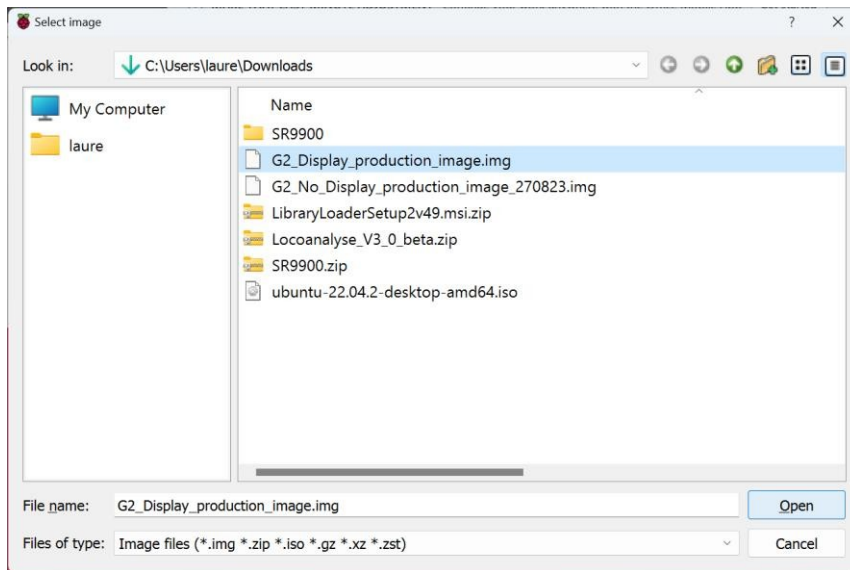 Select image
?
Look in:
C:\Users\laure\Downloads
My Computer
laure
Name
SR9900
G2_Display_production_image.img
G2_No_Display_production_image_270823.img
LibraryLoaderSetup2v49.msi.zip
Locoanalyse_V3_0_beta.zip
SR9900.zip
ubuntu-22.04.2-desktop-amd64.iso
File name: G2_Display_production_image.img Open
Files of type: Image files (*.img *.zip *.iso *.gz *.xz *.zst) Cancel